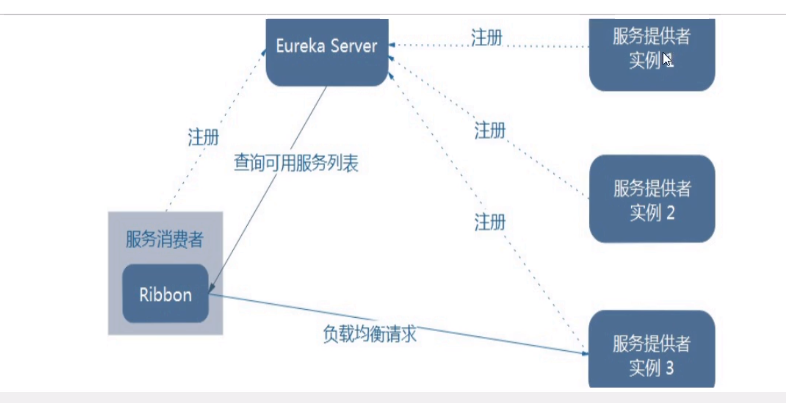 Eureka Server
注册
服务提供者
实例 1
注册
注册
查询可用服务列表
服务提供者
实例 2
服务消费者
注册
Ribbon
负载均衡请求
服务提供者
实例 3